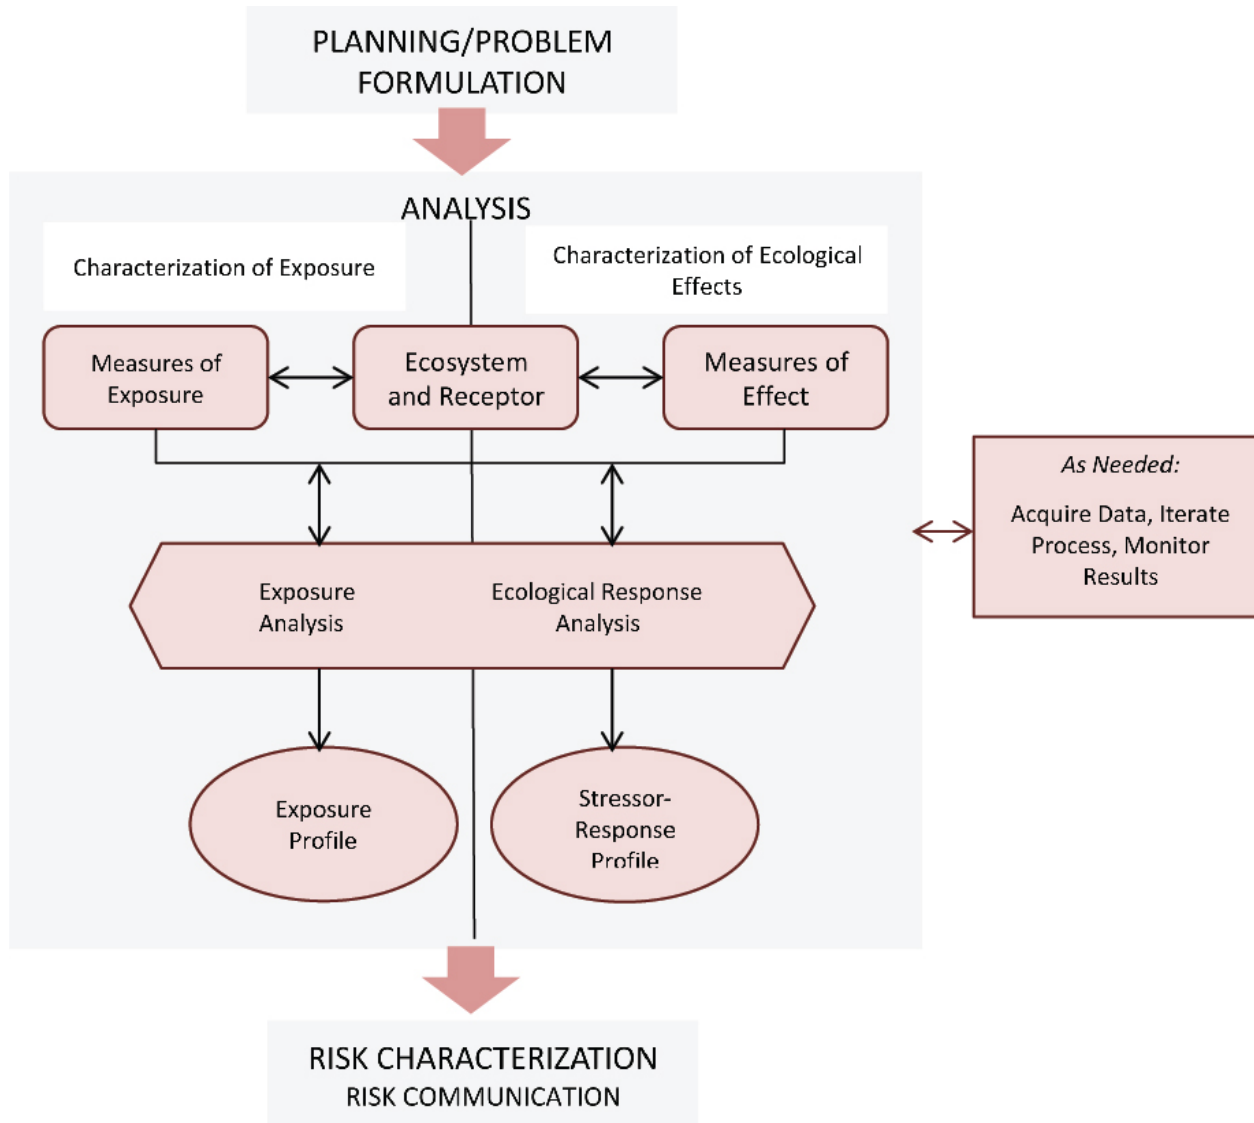 PLANNING/PROBLEM
FORMULATION
ANALYSIS
Characterization of Exposure
Characterization of Ecological
Effects
Measures of
Exposure
Ecosystem
and Receptor
Measures of
Effect
As Needed:
Acquire Data, Iterate
Process, Monitor
Results
Exposure
Analysis
Ecological Response
Analysis
Exposure
Profile
Stressor-
Response
Profile
RISK CHARACTERIZATION
RISK COMMUNICATION